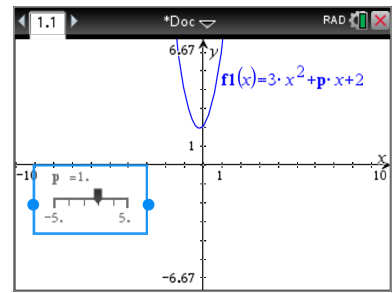 1.1 *Doc RAD
6.67 y
f1(x)=3·x²+p·x+2
1
x
-10 1 10
p =1.
-5. 5.
-6.67